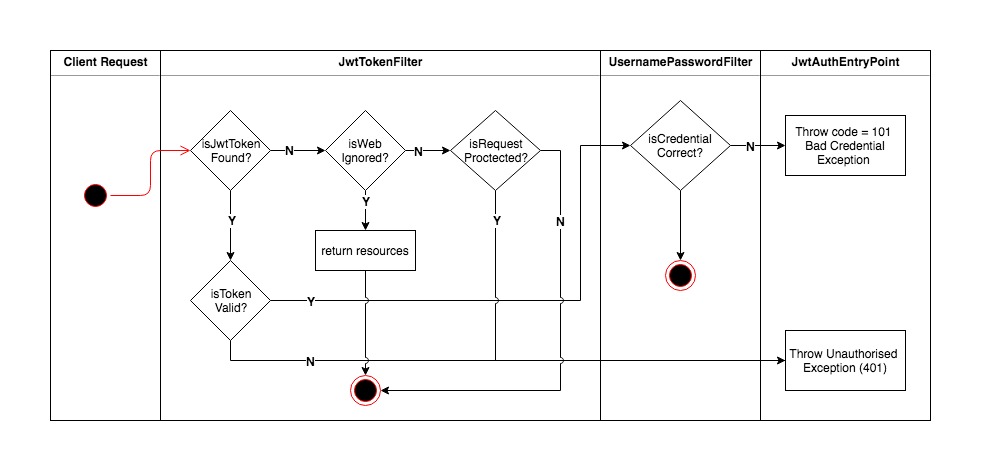 Client Request
JwtTokenFilter
UsernamePasswordFilter
JwtAuthEntryPoint
isJwtToken
Found?
N
isWeb
Ignored?
N
isRequest
Proctected?
isCredential
Correct?
N
Throw code = 101
Bad Credential
Exception
Y
Y
Y
N
return resources
isToken
Valid?
Y
N
Throw Unauthorised
Exception (401)